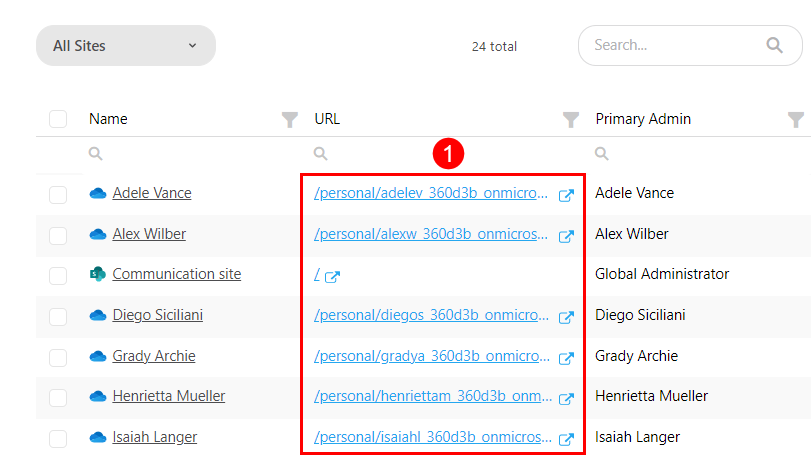 All Sites 24 total Search...
Name URL Primary Admin
1
Adele Vance /personal/adelev_360d3b_onmicro... Adele Vance
Alex Wilber /personal/alexw_360d3b_onmicros... Alex Wilber
Communication site / Global Administrator
Diego Siciliani /personal/diegos_360d3b_onmicro... Diego Siciliani
Grady Archie /personal/gradya_360d3b_onmicro... Grady Archie
Henrietta Mueller /personal/henriettam_360d3b_onm... Henrietta Mueller
Isaiah Langer /personal/isaiahl_360d3b_onmicros... Isaiah Langer